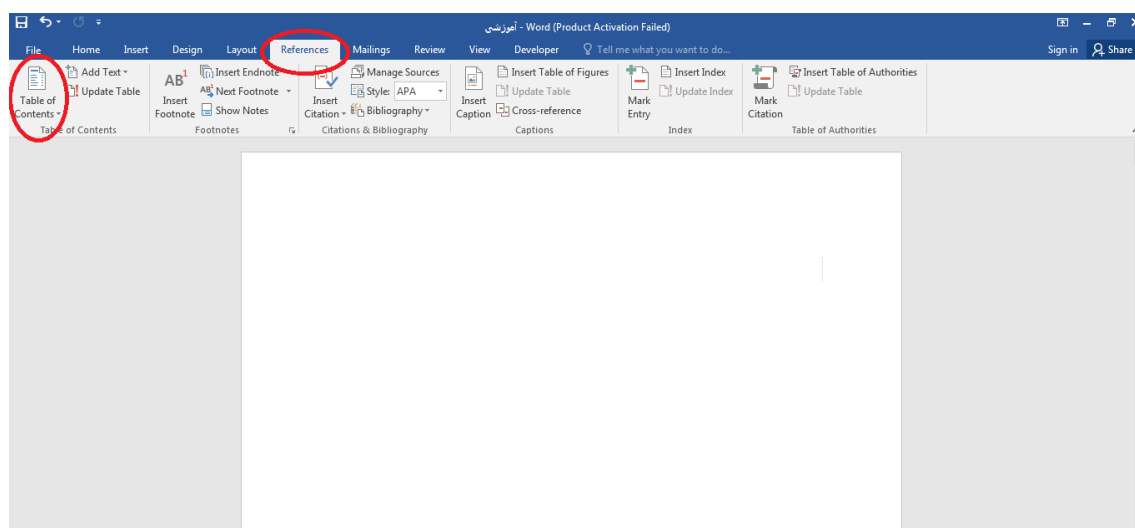 آموزشی - Word (Product Activation Failed)
File Home Insert Design Layout References Mailings Review View Developer Tell me what you want to do... Sign in Share
Table of Contents
Add Text
Update Table
Table of Contents
AB1
Insert Footnote
Insert Endnote
AB1 Next Footnote
Show Notes
Footnotes
Insert Citation
Manage Sources
Style: APA
Bibliography
Citations & Bibliography
Insert Caption
Insert Table of Figures
Update Table
Cross-reference
Captions
Mark Entry
Insert Index
Update Index
Index
Mark Citation
Insert Table of Authorities
Update Table
Table of Authorities